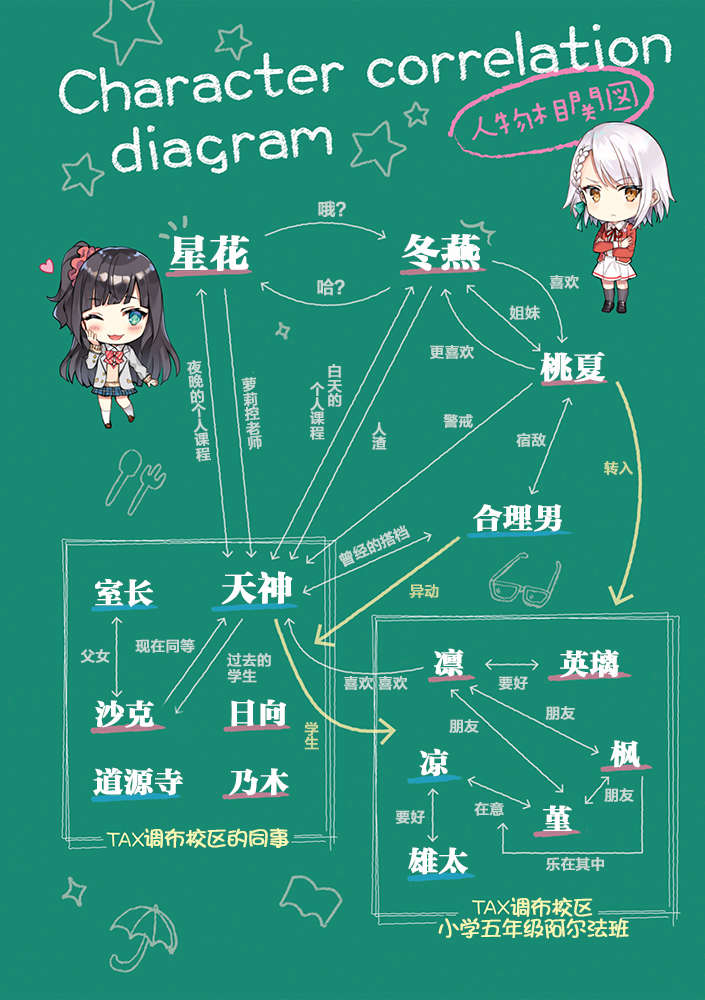 Character correlation
diagram
人物相関図
哦?
星花
冬燕
哈?
喜欢
姐妹
更喜欢
桃夏
夜晚的个人课程
萝莉控老师
白天的
个人课程
人渣
警戒
宿敌
转入
合理男
曾经的搭档
异动
室长
天神
父女
现在同等
过去的
学生
喜欢
喜欢
凛
要好
英璃
沙克
日向
学生
朋友
朋友
凉
枫
道源寺
乃木
要好
在意
堇
朋友
雄太
乐在其中
TAX调布校区的同事
TAX调布校区
小学五年级阿尔法班